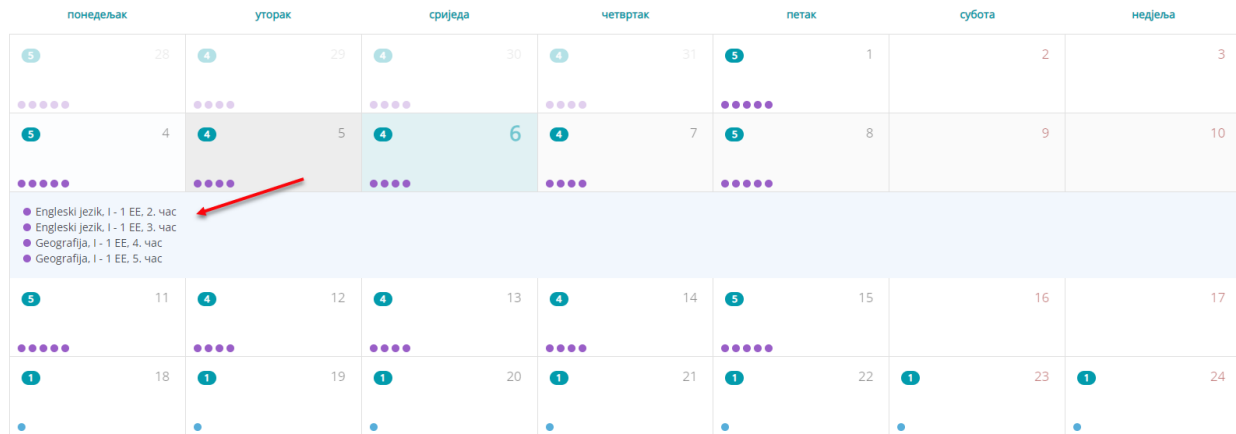 понедељак уторак сриједа четвртак петак субота недјеља
5 28 4 29 4 30 4 31 5 1 2 3
5 4 4 5 4 6 4 7 5 8 9 10
Engleski jezik, I - 1 EE, 2. час
Engleski jezik, I - 1 EE, 3. час
Geografija, I - 1 EE, 4. час
Geografija, I - 1 EE, 5. час
5 11 4 12 4 13 4 14 5 15 16 17
1 18 1 19 1 20 1 21 1 22 1 23 1 24